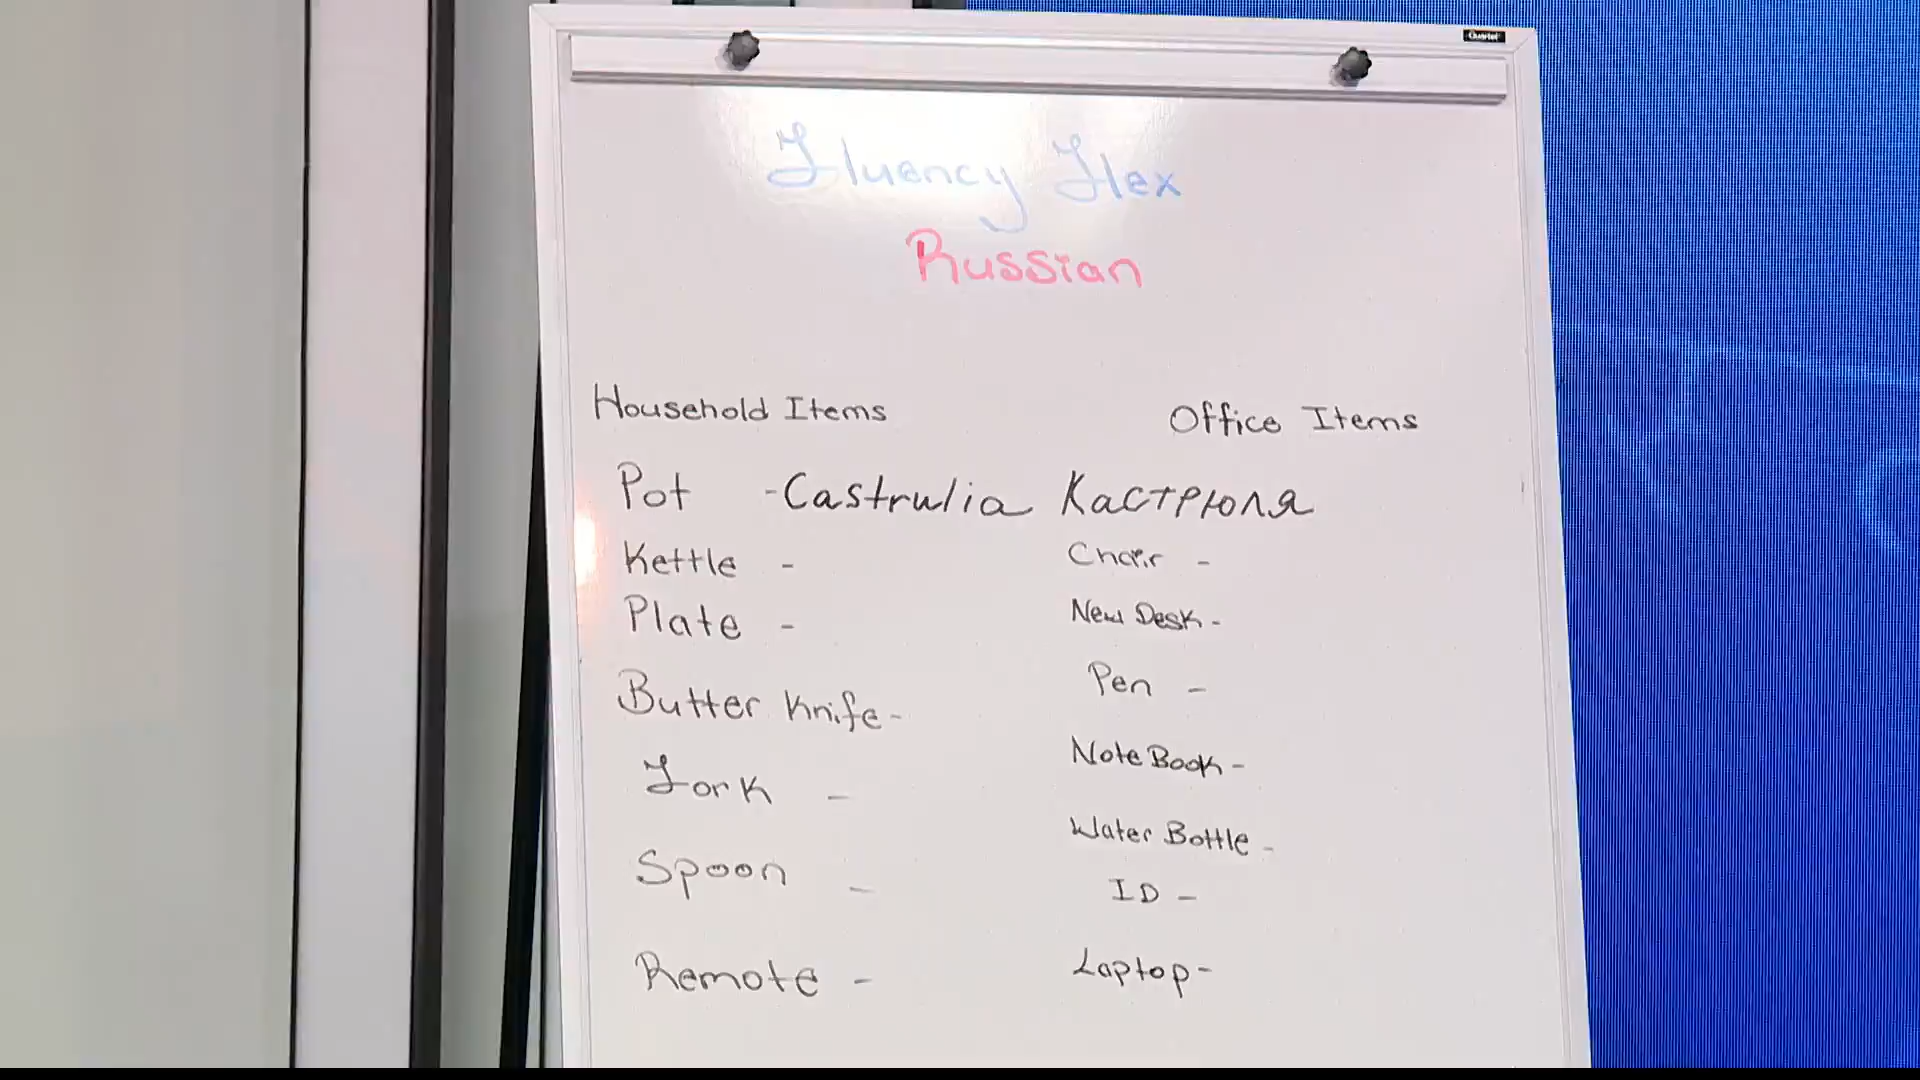 Quartet
Fluency Flex
Russian
Household Items
Office Items
Pot - Castrulia Кастрюля
Kettle -
Plate -
Butter Knife -
Fork -
Spoon -
Remote -
Chair -
New Desk -
Pen -
Note Book -
Water Bottle -
ID -
Laptop -